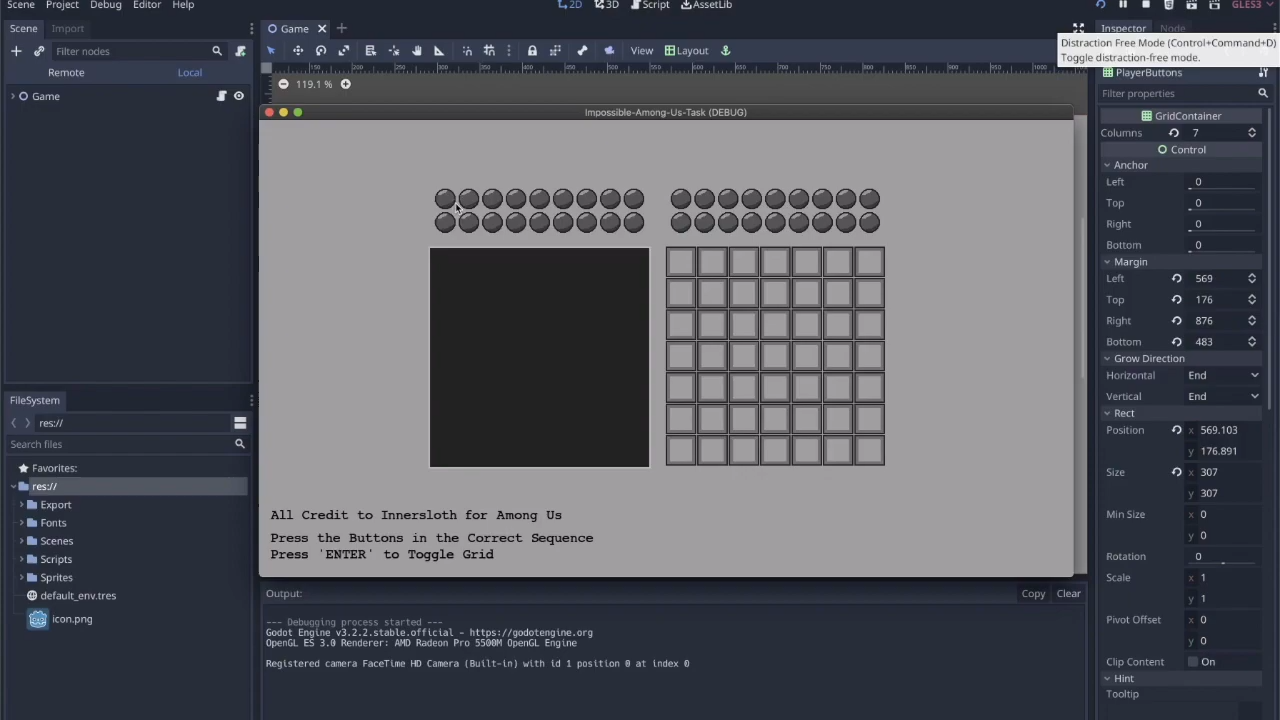 Scene Project Debug Editor Help 2D 3D Script AssetLib GLES3
Scene Import Game Inspector Node
Filter nodes View Layout Distraction Free Mode (Control+Command+D)
Toggle distraction-free mode.
Remote Local PlayerButtons
119.1 %
Filter properties
Game
Impossible-Among-Us-Task (DEBUG)
GridContainer
Columns 7
Control
Anchor
Left 0
Top 0
Right 0
Bottom 0
Margin
Left 569
Top 176
Right 876
Bottom 483
Grow Direction
Horizontal End
Vertical End
Rect
Position x 569.103
y 176.891
Size x 307
y 307
Min Size x 0
y 0
Rotation 0
Scale x 1
y 1
Pivot Offset x 0
y 0
Clip Content On
Hint
Tooltip
FileSystem
res://
Search files
Favorites:
res://
Export
Fonts
Scenes
Scripts
Sprites
default_env.tres
icon.png
All Credit to Innersloth for Among Us
Press the Buttons in the Correct Sequence
Press 'ENTER' to Toggle Grid
Output: Copy Clear
--- Debugging process started ---
Godot Engine v3.2.2.stable.official - https://godotengine.org
OpenGL ES 3.0 Renderer: AMD Radeon Pro 5500M OpenGL Engine
Registered camera FaceTime HD Camera (Built-in) with id 1 position 0 at index 0